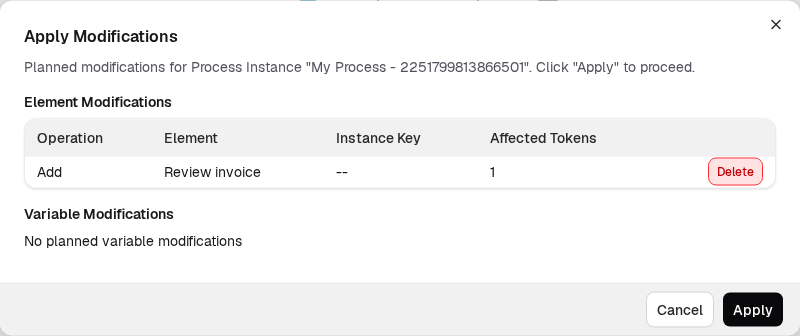 Apply Modifications
Planned modifications for Process Instance "My Process - 2251799813866501". Click "Apply" to proceed.
Element Modifications
Operation Element Instance Key Affected Tokens
Add Review invoice -- 1 Delete
Variable Modifications
No planned variable modifications
Cancel Apply